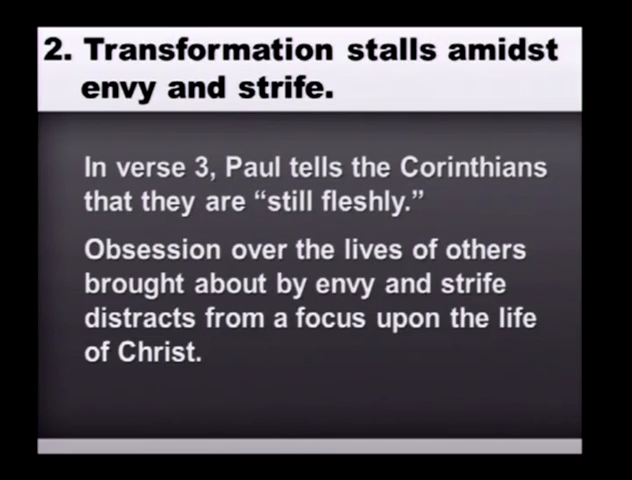 2. Transformation stalls amidst
envy and strife.
In verse 3, Paul tells the Corinthians
that they are “still fleshly.”
Obsession over the lives of others
brought about by envy and strife
distracts from a focus upon the life
of Christ.